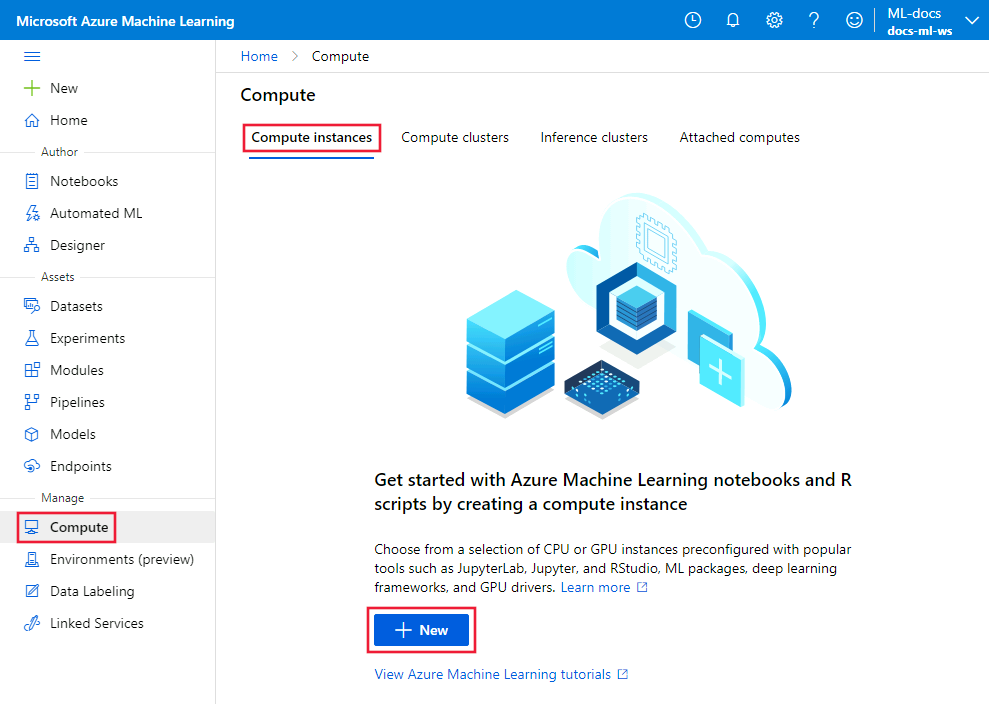 Microsoft Azure Machine Learning
ML-docs
docs-ml-ws
New
Home
Author
Notebooks
Automated ML
Designer
Assets
Datasets
Experiments
Modules
Pipelines
Models
Endpoints
Manage
Compute
Environments (preview)
Data Labeling
Linked Services
Home > Compute
Compute
Compute instances Compute clusters Inference clusters Attached computes
Get started with Azure Machine Learning notebooks and R
scripts by creating a compute instance
Choose from a selection of CPU or GPU instances preconfigured with popular
tools such as JupyterLab, Jupyter, and RStudio, ML packages, deep learning
frameworks, and GPU drivers. Learn more
New
View Azure Machine Learning tutorials